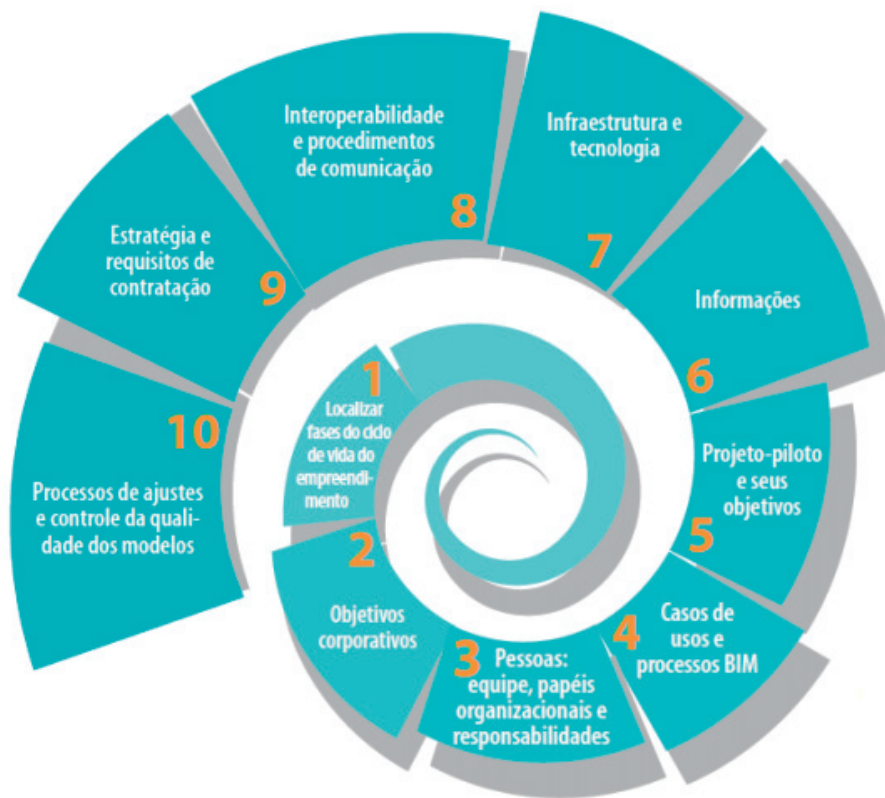 1
Localizar
fases do ciclo
de vida do
empreendi-
mento
2
Objetivos
corporativos
3
Pessoas:
equipe, papéis
organizacionais e
responsabilidades
4
Casos de
usos e
processos BIM
5
Projeto-piloto
e seus
objetivos
6
Informações
7
Infraestrutura e
tecnologia
8
Interoperabilidade
e procedimentos
de comunicação
9
Estratégia e
requisitos de
contratação
10
Processos de ajustes
e controle da quali-
dade dos modelos